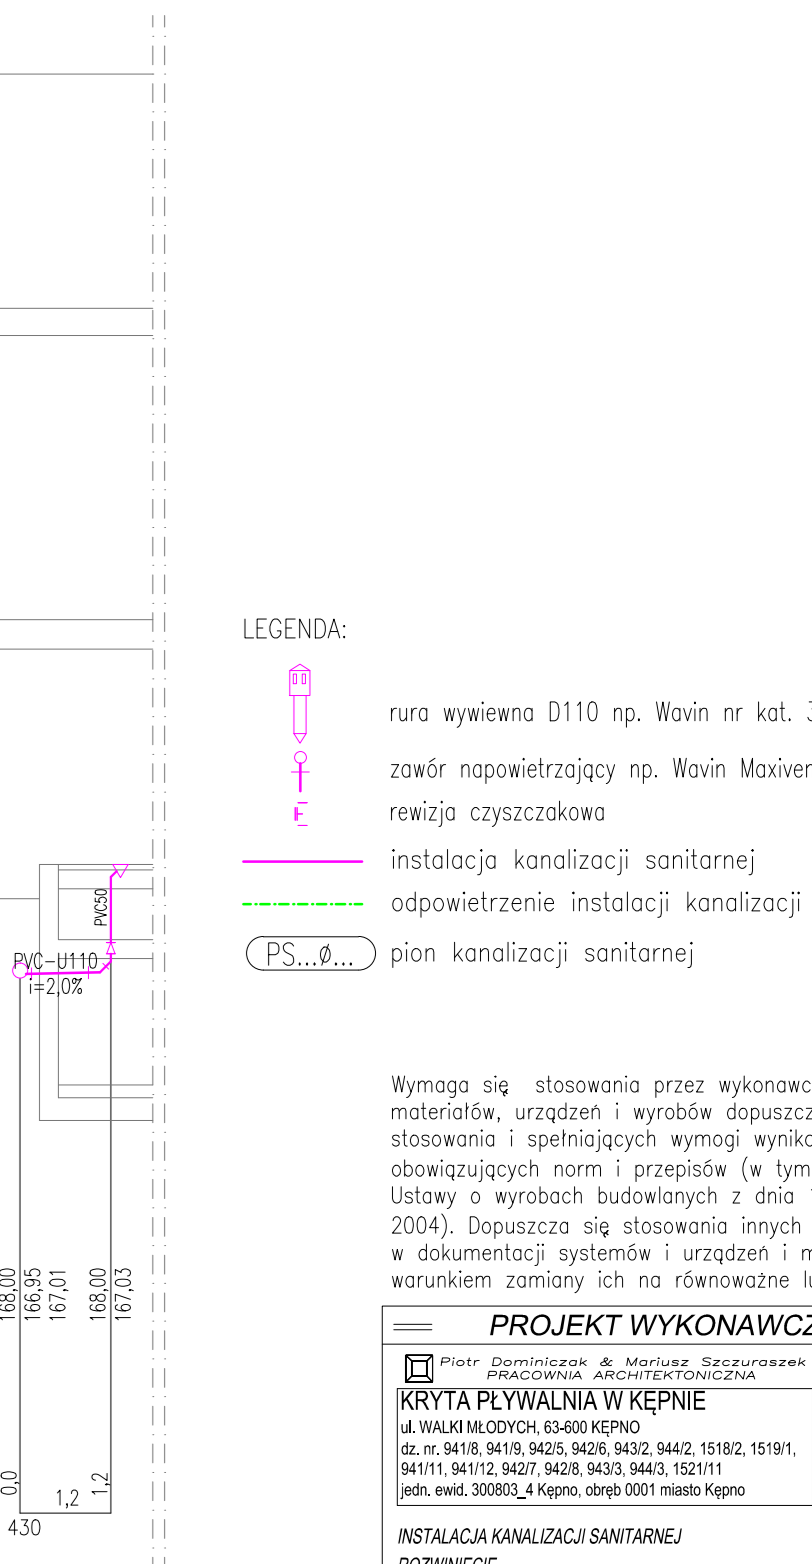 LEGENDA:
rura wywiewna D110 np. Wavin nr kat.
zawór napowietrzający np. Wavin
rewizja czyszczakowa
instalacja kanalizacji sanitarnej
odpowietrzenie instalacji kanalizacji
PS...ø... pion kanalizacji sanitarnej
PVC50
PVC-U110
i=2,0%
168,00
166,95
167,01
168,00
167,03
0,0
1,2
1,2
430
Wymaga się stosowania przez
materiałów, urządzeń i wyrobów
stosowania i spełniających wymogi
obowiązujących norm i przepisów (w tym
Ustawy o wyrobach budowlanych z dnia
2004). Dopuszcza się stosowania innych
w dokumentacji systemów i urządzeń i
warunkiem zamiany ich na równoważne
PROJEKT
Piotr Dominiczak & Mariusz Szczuraszek
PRACOWNIA ARCHITEKTONICZNA
KRYTA PŁYWALNIA W KĘPNIE
ul. WALKI MŁODYCH, 63-600 KĘPNO
dz. nr. 941/8, 941/9, 942/5, 942/6, 943/2, 944/2, 1518/2, 1519/1,
941/11, 941/12, 942/7, 942/8, 943/3, 944/3, 1521/11
jedn. ewid. 300803_4 Kępno, obręb 0001 miasto Kępno
INSTALACJA KANALIZACJI SANITARNEJ